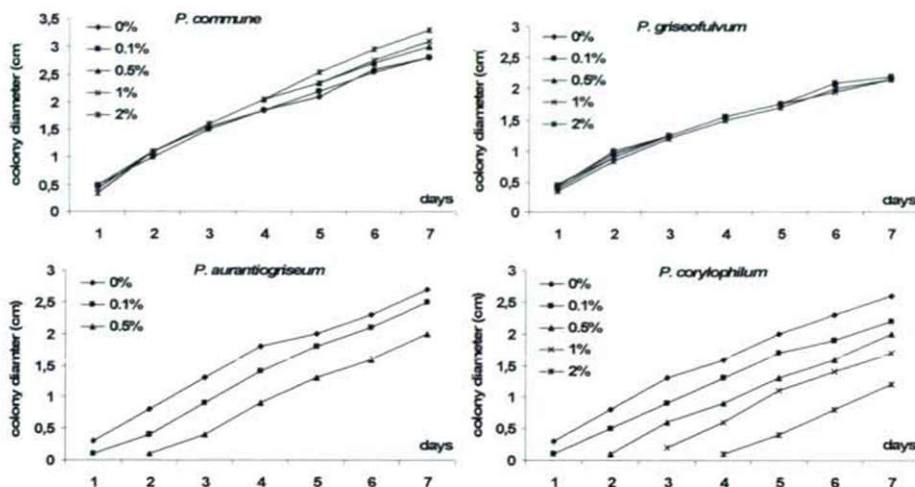 P. commune
colony diameter (cm)
3,5
3
2,5
2
1,5
1
0,5
0
0%
0.1%
0.5%
1%
2%
days
1 2 3 4 5 6 7
P. griseofulvum
colony diameter (cm)
3
2,5
2
1,5
1
0,5
0
0%
0.1%
0.5%
1%
2%
days
1 2 3 4 5 6 7
P. aurantiogriseum
colony diamter (cm)
3
2,5
2
1,5
1
0,5
0
0%
0.1%
0.5%
days
1 2 3 4 5 6 7
P. corylophilum
colony diameter (cm)
3
2,5
2
1,5
1
0,5
0
0%
0.1%
0.5%
1%
2%
days
1 2 3 4 5 6 7